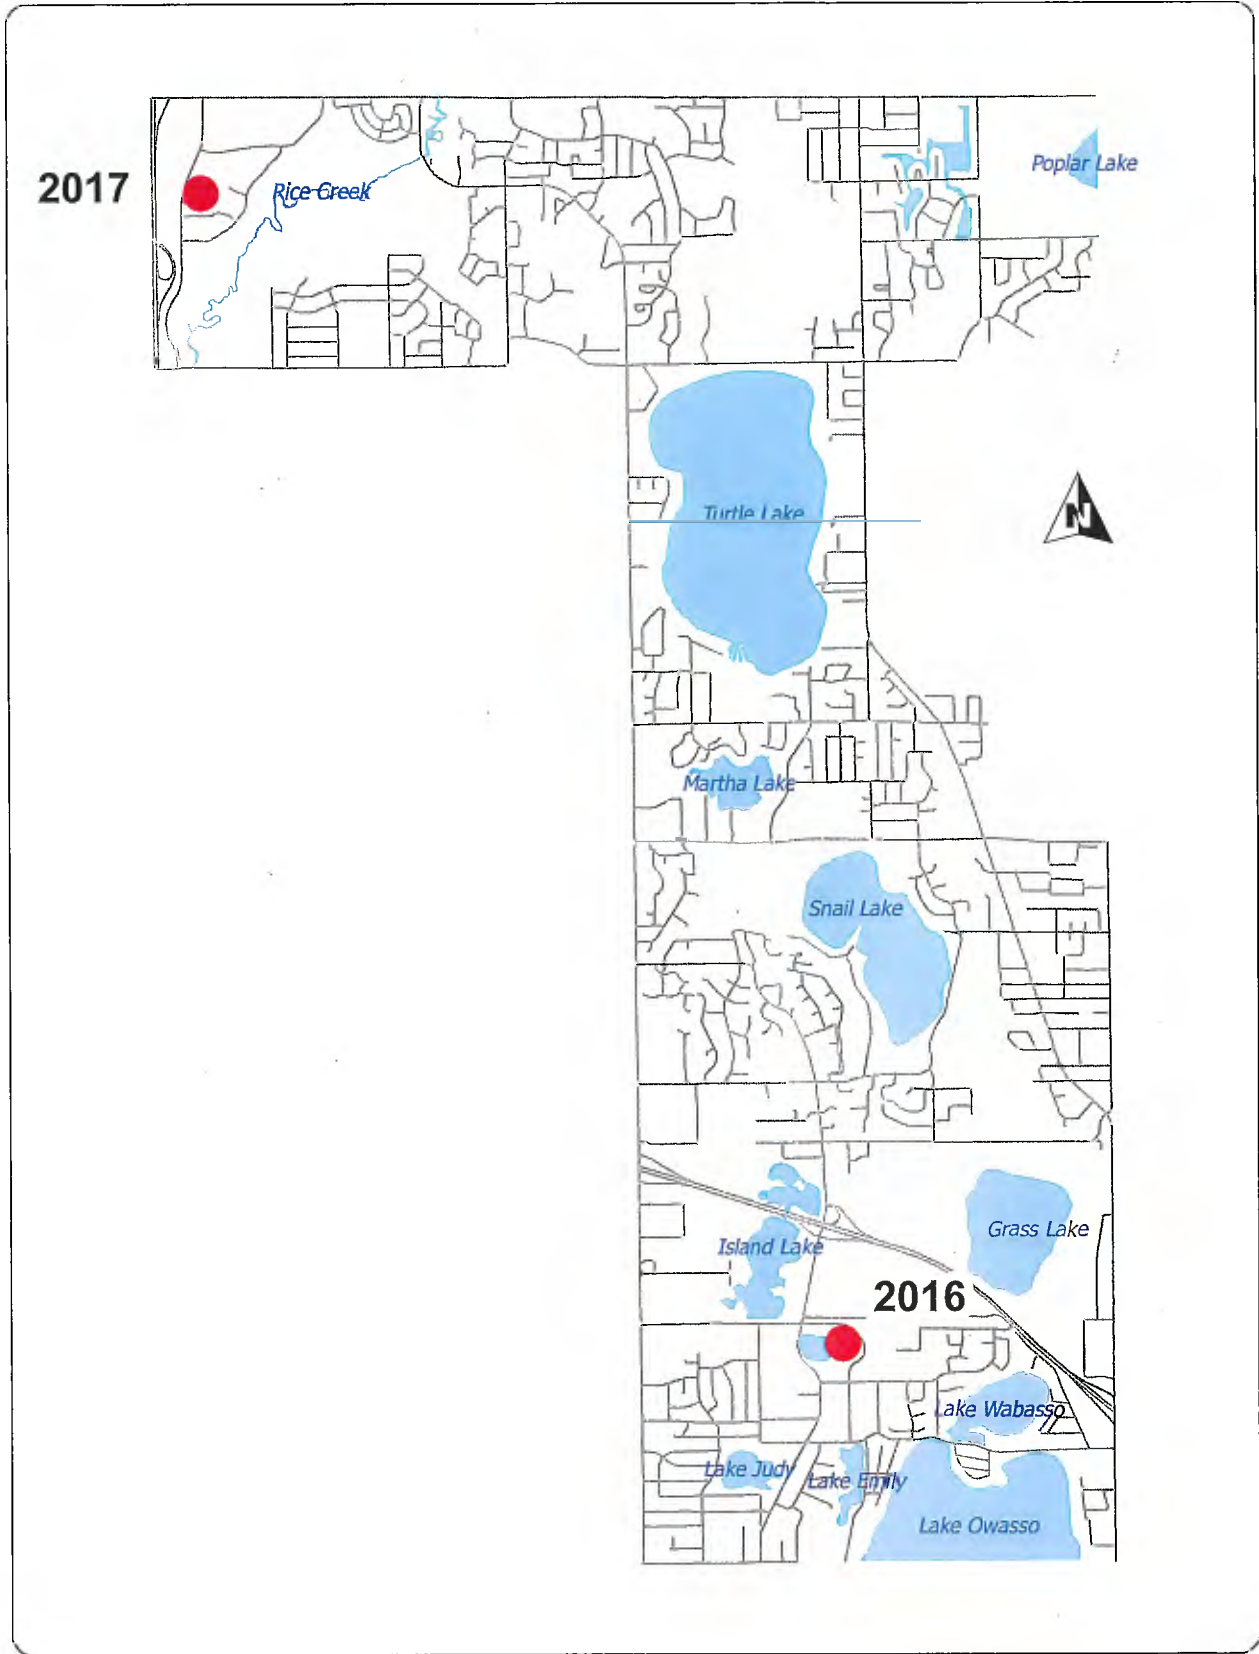 Poplar Lake
2017
Rice Creek
Turtle Lake
N
Martha Lake
Snail Lake
Grass Lake
Island Lake
2016
Lake Wabasso
Lake Judy
Lake Emily
Lake Owasso